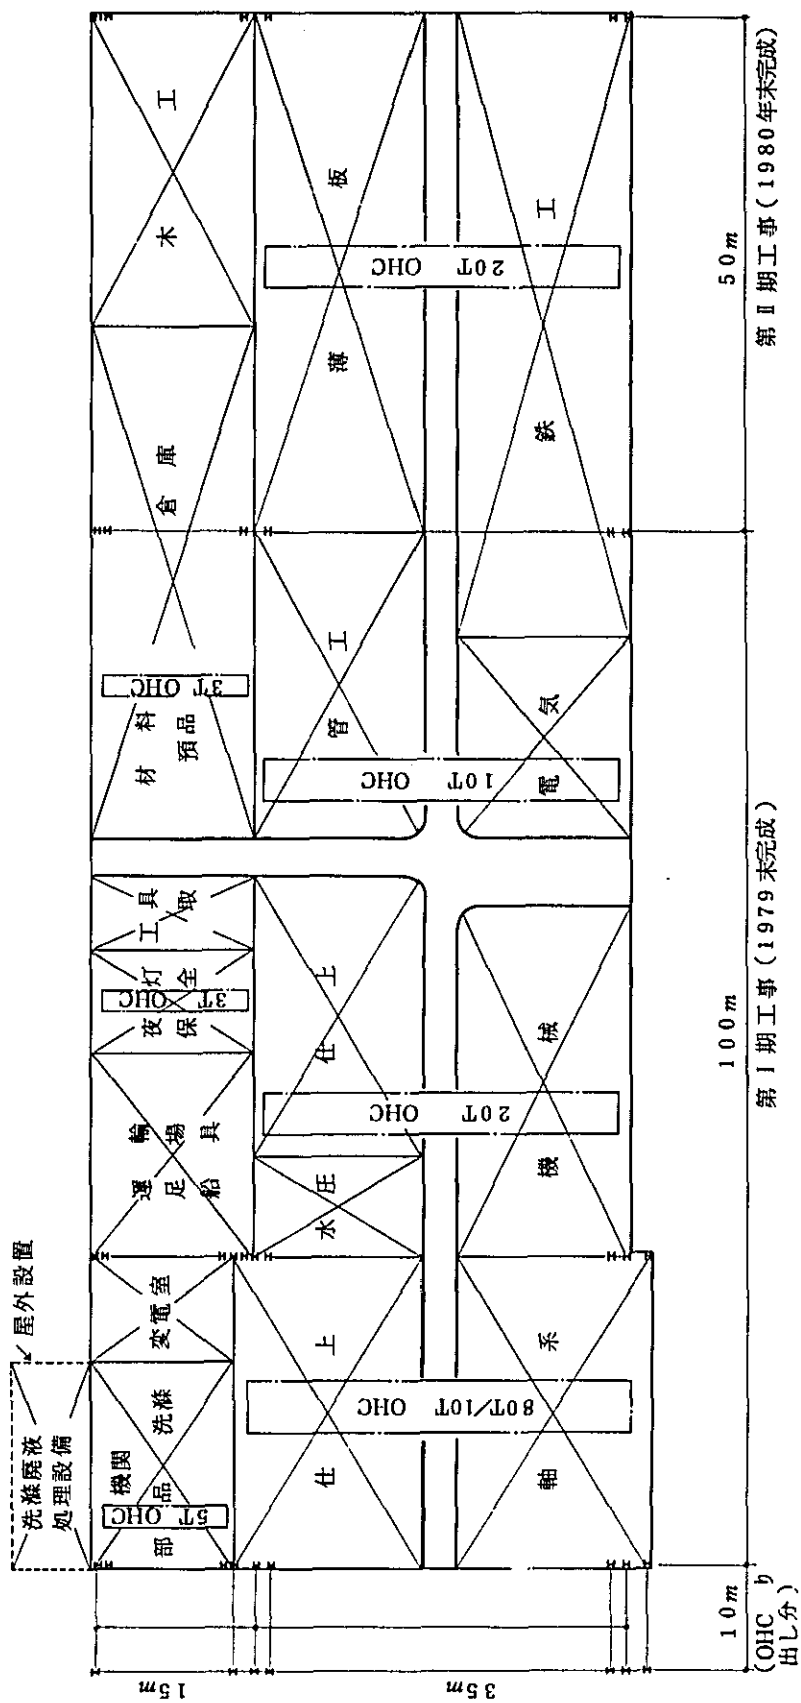 洗滌廃液
処理設備
屋外設置
機関
部品
洗滌
5T OHC
変電室
運輸
足場
船具
夜灯
保全
3T OHC
工具
取
材料
預品
3T OHC
倉庫
木工
仕上
80T/10T OHC
軸系
水圧
仕上
20T OHC
機械
管工
10T OHC
電気
薄板
20T OHC
鉄工
15m
35m
10m
(OHC り
出し分)
100m
第Ⅰ期工事(1979末完成)
50m
第Ⅱ期工事(1980年末完成)